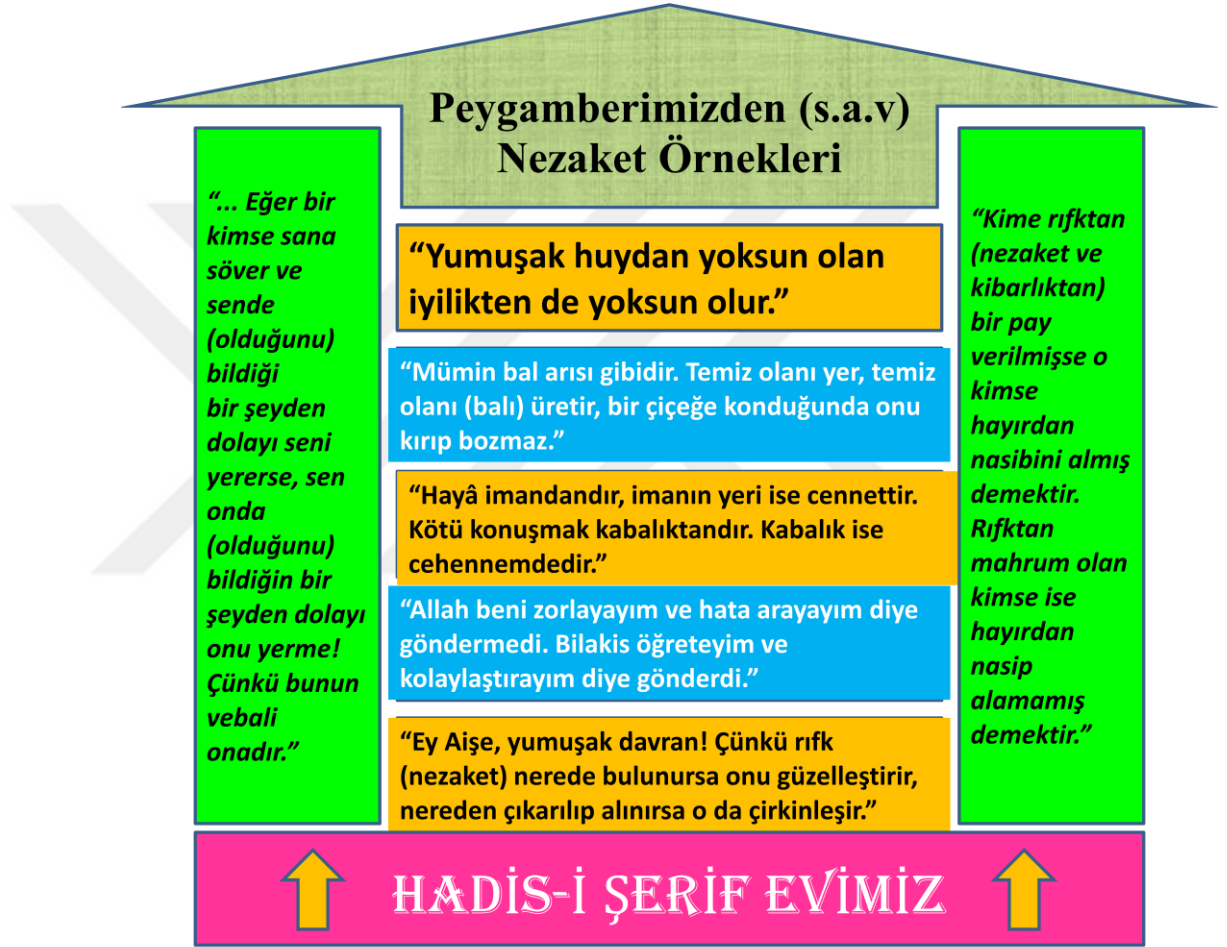 Peygamberimizden (s.a.v)
Nezaket Örnekleri
“... Eğer bir
kimse sana
söver ve
sende
(olduğunu)
bildiği
bir şeyden
dolayı seni
yererse, sen
onda
(olduğunu)
bildiğin bir
şeyden dolayı
onu yerme!
Çünkü bunun
vebali
onadır.”
“Yumuşak huydan yoksun olan
iyilikten de yoksun olur.”
“Mümin bal arısı gibidir. Temiz olanı yer, temiz
olanı (balı) üretir, bir çiçeğe konduğunda onu
kırıp bozmaz.”
“Hayâ imandandır, imanın yeri ise cennettir.
Kötü konuşmak kabalıktandır. Kabalık ise
cehennemdedir.”
“Allah beni zorlayayım ve hata arayayım diye
göndermedi. Bilakis öğreteyim ve
kolaylaştırayım diye gönderdi.”
“Ey Aişe, yumuşak davran! Çünkü rıfk
(nezaket) nerede bulunursa onu güzelleştirir,
nereden çıkarılıp alınırsa o da çirkinleşir.”
“Kime rıfktan
(nezaket ve
kibarlıktan)
bir pay
verilmişse o
kimse
hayırdan
nasibini almış
demektir.
Rıfktan
mahrum olan
kimse ise
hayırdan
nasip
alamamış
demektir.”
HADİS-İ ŞERİF EVİMİZ